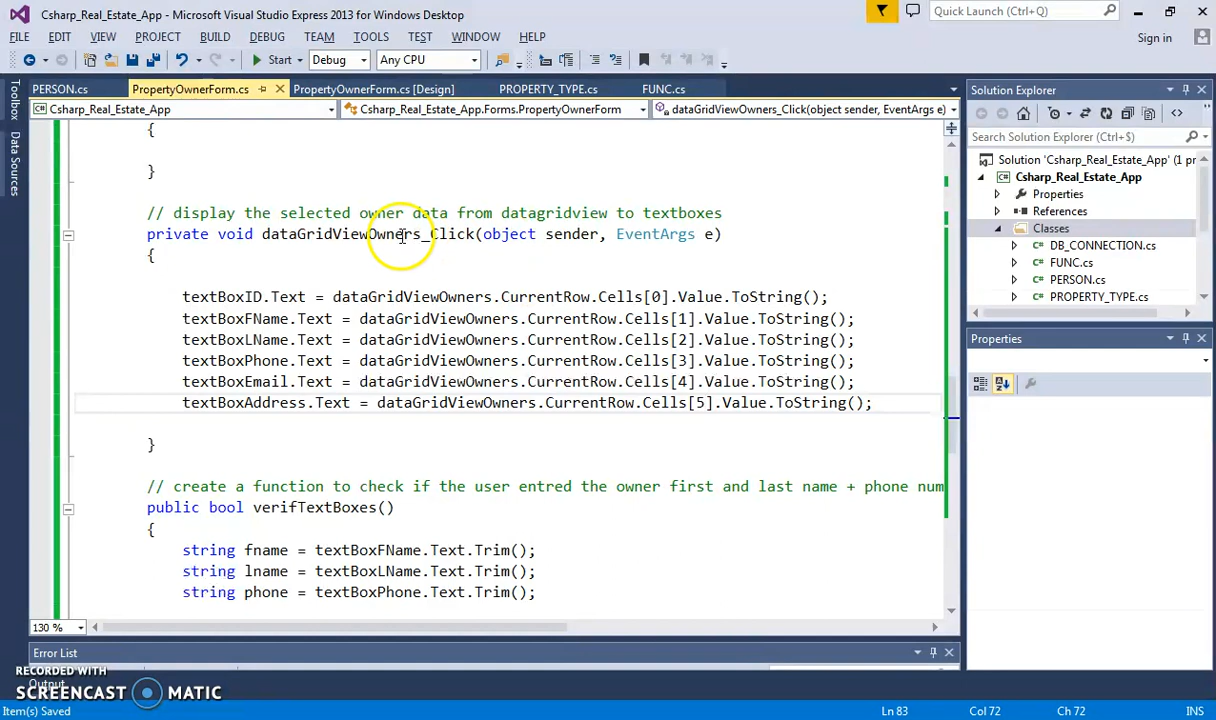 Csharp_Real_Estate_App - Microsoft Visual Studio Express 2013 for Windows Desktop
Quick Launch (Ctrl+Q)
FILE EDIT VIEW PROJECT BUILD DEBUG TEAM TOOLS TEST WINDOW HELP
Sign in
Start Debug Any CPU
PERSON.cs PropertyOwnerForm.cs PropertyOwnerForm.cs [Design] PROPERTY_TYPE.cs FUNC.cs
Csharp_Real_Estate_App Csharp_Real_Estate_App.Forms.PropertyOwnerForm dataGridViewOwners_Click(object sender, EventArgs e)
Toolbox
Data Sources
{
}
// display the selected owner data from datagridview to textboxes
private void dataGridViewOwners_Click(object sender, EventArgs e)
{
textBoxID.Text = dataGridViewOwners.CurrentRow.Cells[0].Value.ToString();
textBoxFName.Text = dataGridViewOwners.CurrentRow.Cells[1].Value.ToString();
textBoxLName.Text = dataGridViewOwners.CurrentRow.Cells[2].Value.ToString();
textBoxPhone.Text = dataGridViewOwners.CurrentRow.Cells[3].Value.ToString();
textBoxEmail.Text = dataGridViewOwners.CurrentRow.Cells[4].Value.ToString();
textBoxAddress.Text = dataGridViewOwners.CurrentRow.Cells[5].Value.ToString();
}
// create a function to check if the user entred the owner first and last name + phone num
public bool verifTextBoxes()
{
string fname = textBoxFName.Text.Trim();
string lname = textBoxLName.Text.Trim();
string phone = textBoxPhone.Text.Trim();
130 %
Solution Explorer
Search Solution Explorer (Ctrl+$)
Solution 'Csharp_Real_Estate_App' (1 pr
Csharp_Real_Estate_App
Properties
References
Classes
DB_CONNECTION.cs
FUNC.cs
PERSON.cs
PROPERTY_TYPE.cs
Properties
Error List
Output
RECORDED WITH
SCREENCAST MATIC
Item(s) Saved Ln 83 Col 72 Ch 72 INS